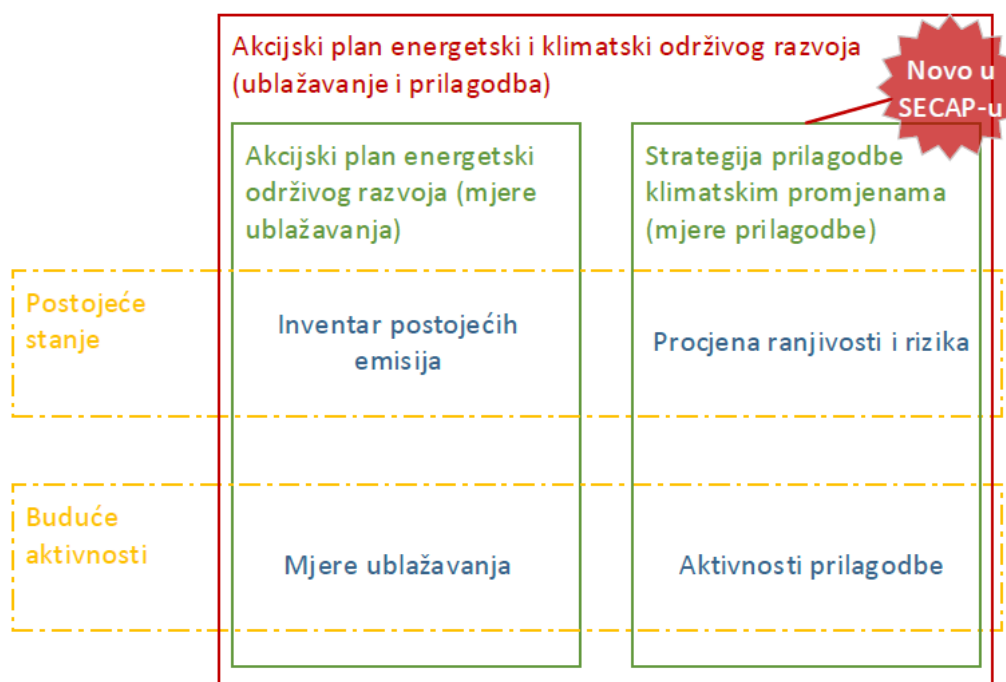 Akcijski plan energetski i klimatski održivog razvoja
(ublažavanje i prilagodba)
Novo u
SECAP-u
Akcijski plan energetski
održivog razvoja (mjere
ublažavanja)
Strategija prilagodbe
klimatskim promjenama
(mjere prilagodbe)
Postojeće
stanje
Inventar postojećih
emisija
Procjena ranjivosti i rizika
Buduće
aktivnosti
Mjere ublažavanja
Aktivnosti prilagodbe